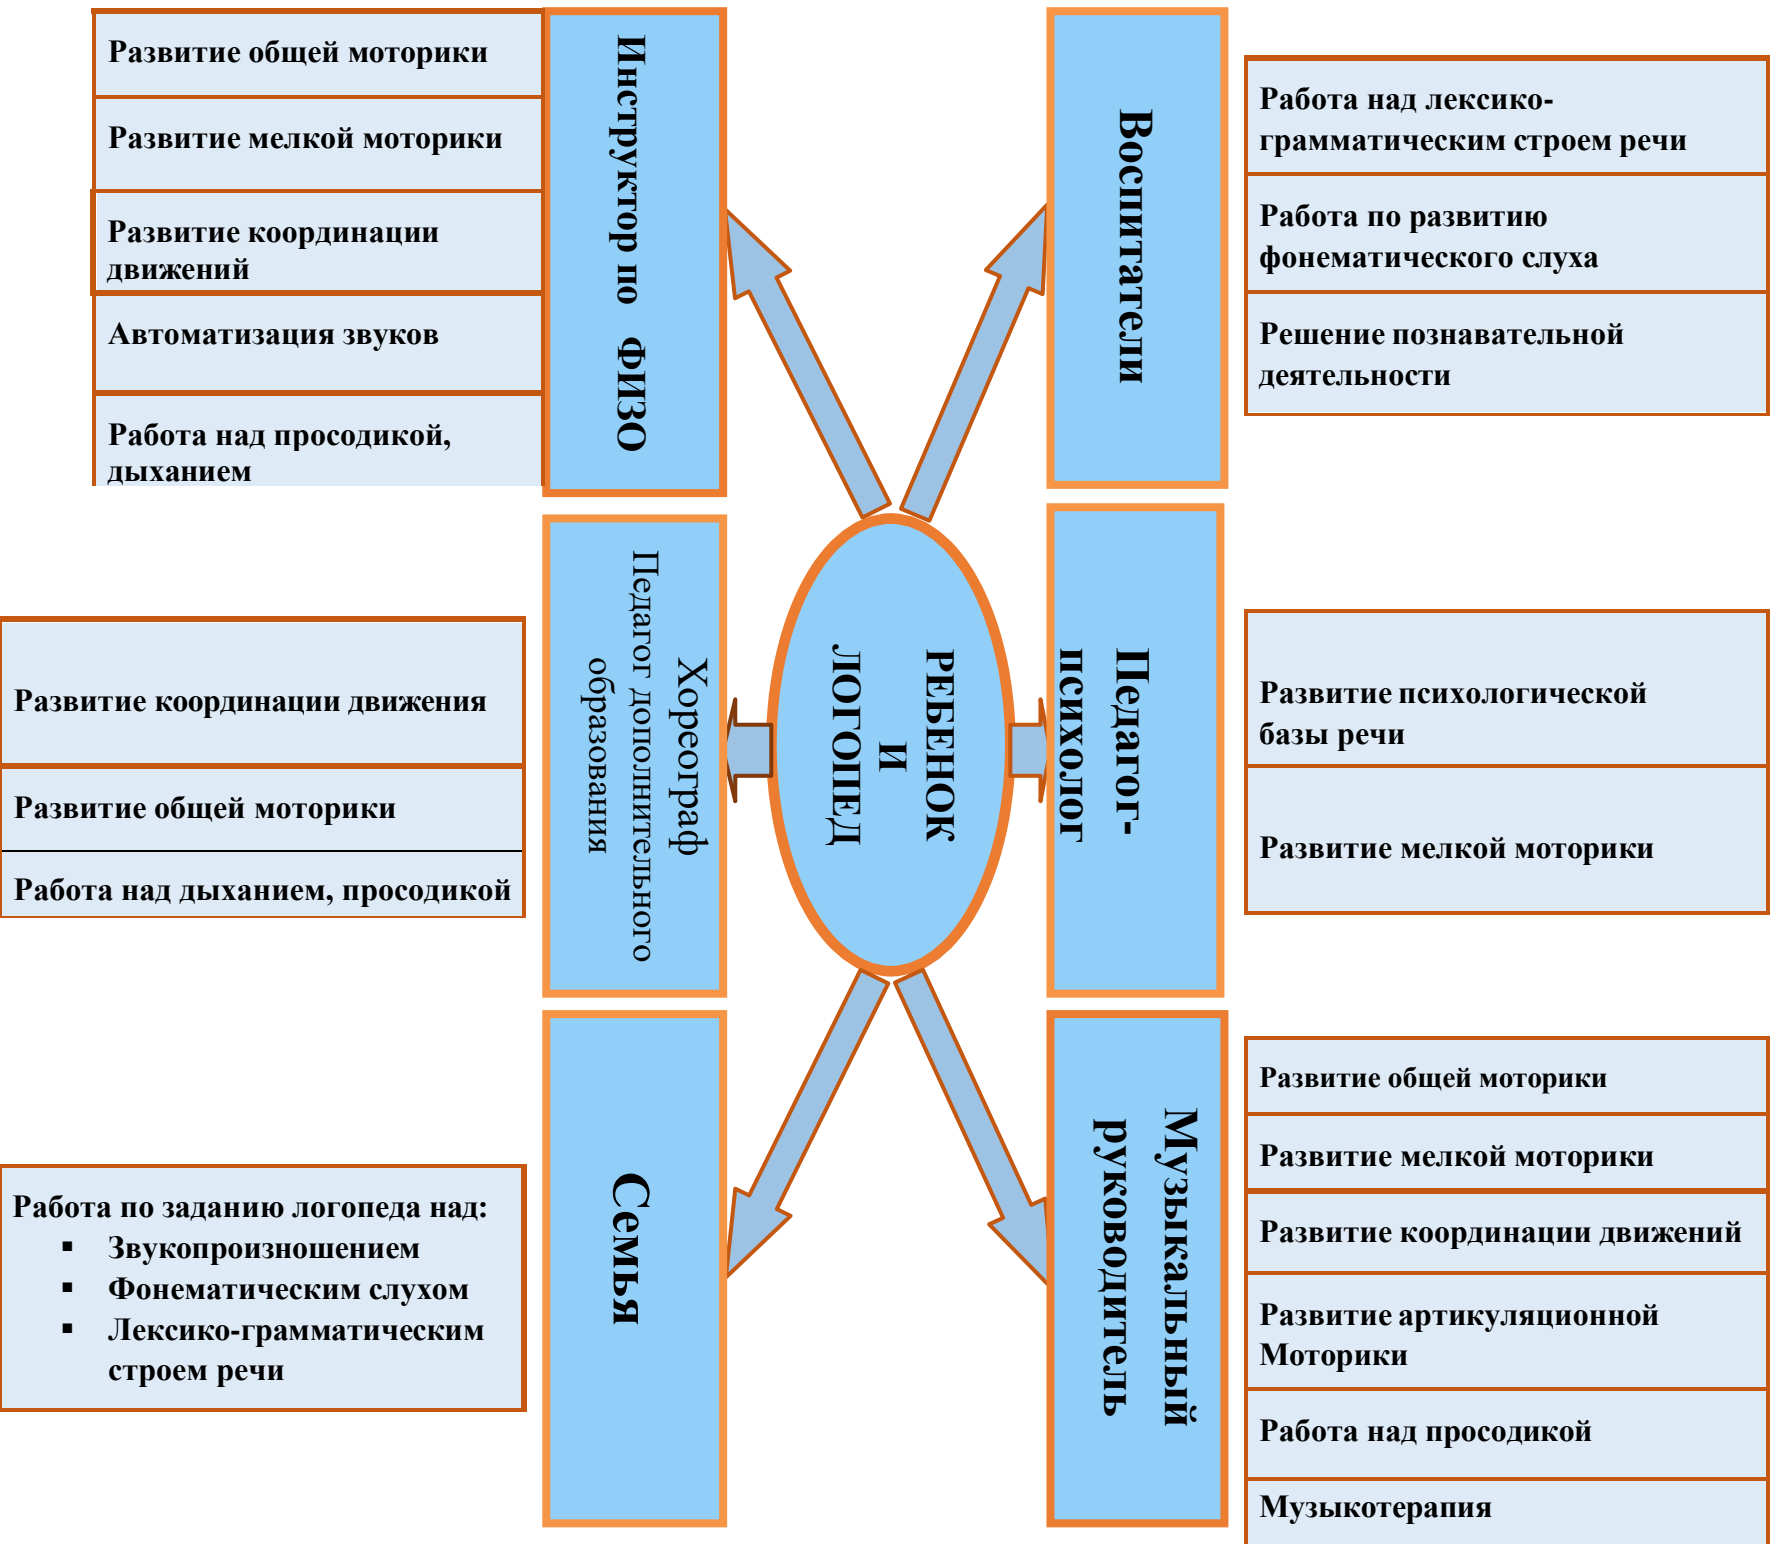 Развитие общей моторики
Развитие мелкой моторики
Развитие координации
движений
Автоматизация звуков
Работа над просодикой,
дыханием
Инструктор по ФИЗО
Воспитатели
Работа над лексико-
грамматическим строем речи
Работа по развитию
фонематического слуха
Решение познавательной
деятельности
Развитие координации движения
Развитие общей моторики
Работа над дыханием, просодикой
Хореограф
Педагог дополнительного
образования
РЕБЕНОК
И
ЛОГОПЕД
Педагог-
психолог
Развитие психологической
базы речи
Развитие мелкой моторики
Работа по заданию логопеда над:
▪ Звукопроизношением
▪ Фонематическим слухом
▪ Лексико-грамматическим
строем речи
Семья
Музыкальный
руководитель
Развитие общей моторики
Развитие мелкой моторики
Развитие координации движений
Развитие артикуляционной
Моторики
Работа над просодикой
Музыкотерапия